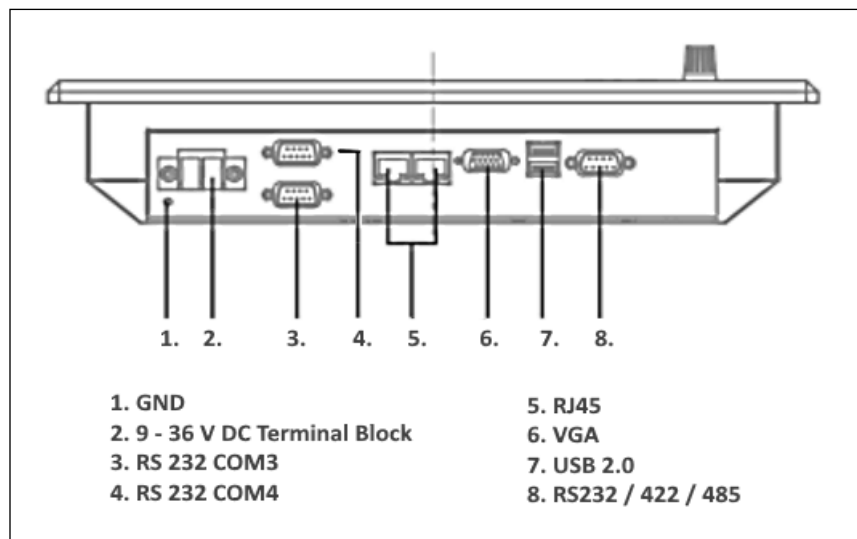 1. 2. 3. 4. 5. 6. 7. 8.
1. GND
2. 9 - 36 V DC Terminal Block
3. RS 232 COM3
4. RS 232 COM4
5. RJ45
6. VGA
7. USB 2.0
8. RS232 / 422 / 485